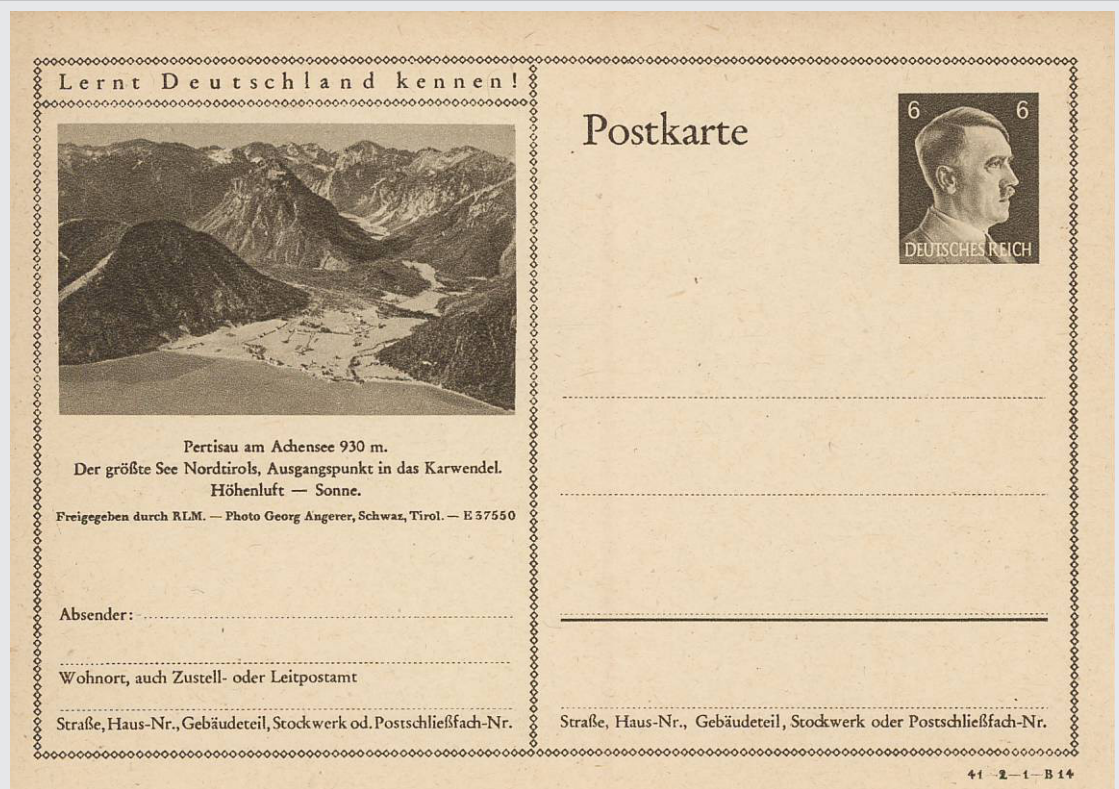 Lernt Deutschland kennen!
Pertisau am Achensee 930 m.
Der größte See Nordtirols, Ausgangspunkt in das Karwendel.
Höhenluft — Sonne.
Freigegeben durch RLM. — Photo Georg Angerer, Schwaz, Tirol. — E 37550
Absender:
Wohnort, auch Zustell- oder Leitpostamt
Straße, Haus-Nr., Gebäudeteil, Stockwerk od. Postschließfach-Nr.
Postkarte
6 6
DEUTSCHES REICH
Straße, Haus-Nr., Gebäudeteil, Stockwerk oder Postschließfach-Nr.
41–2–1–B 14